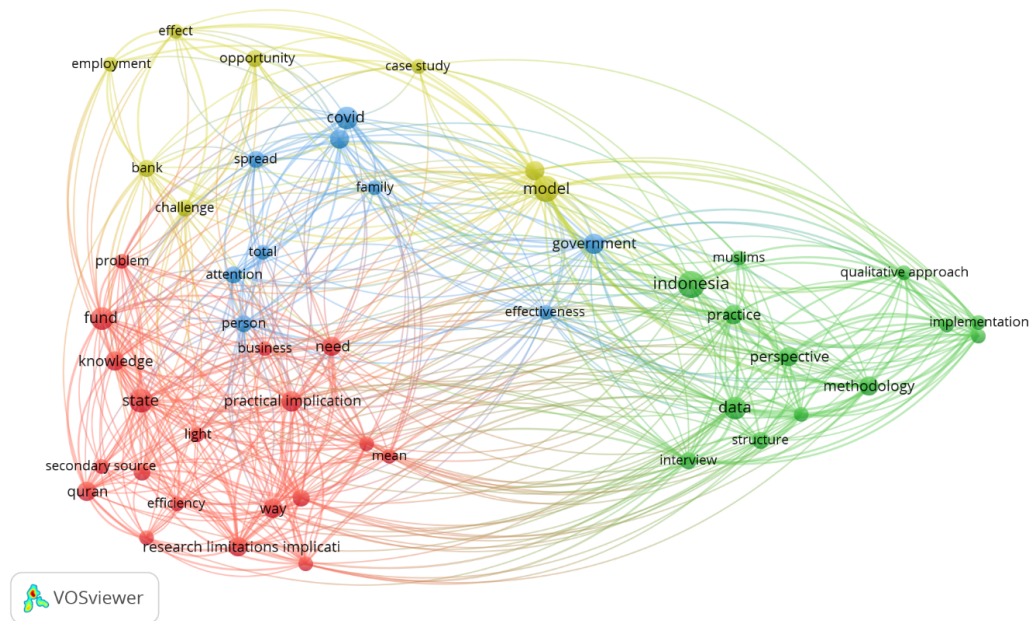 effect
employment
opportunity
case study
covid
bank
spread
family
model
challenge
government
total
attention
problem
muslims
qualitative approach
indonesia
effectiveness
practice
implementation
fund
person
business
need
perspective
knowledge
methodology
state
practical implication
data
light
structure
mean
interview
secondary source
quran
efficiency
way
research limitations implicati
VOSviewer